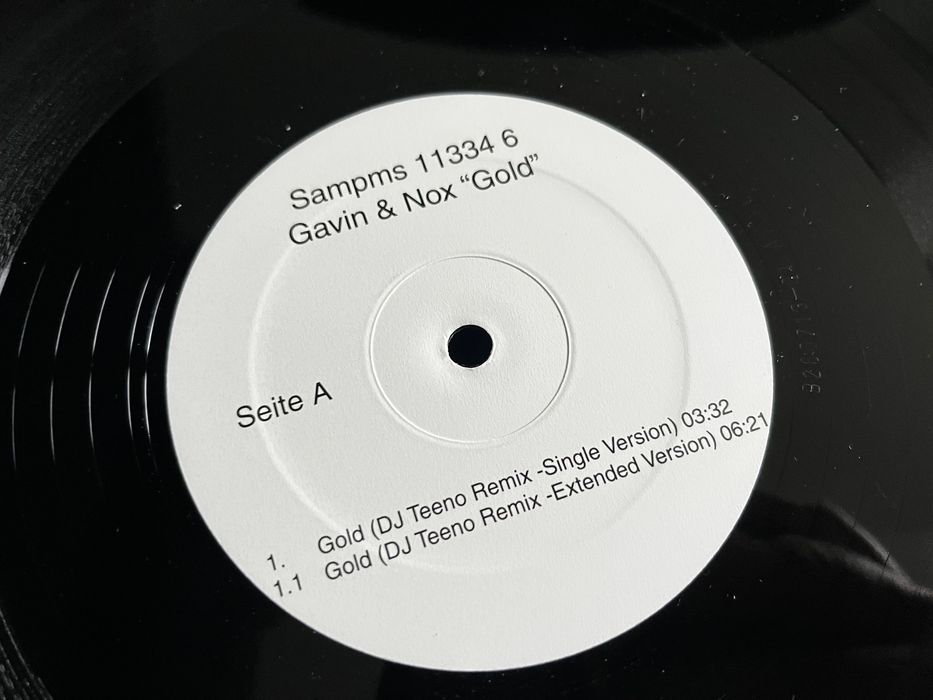 Sampms 11334 6
Gavin & Nox “Gold”
Seite A
1. Gold (DJ Teeno Remix -Single Version) 03:32
1.1 Gold (DJ Teeno Remix -Extended Version) 06:21